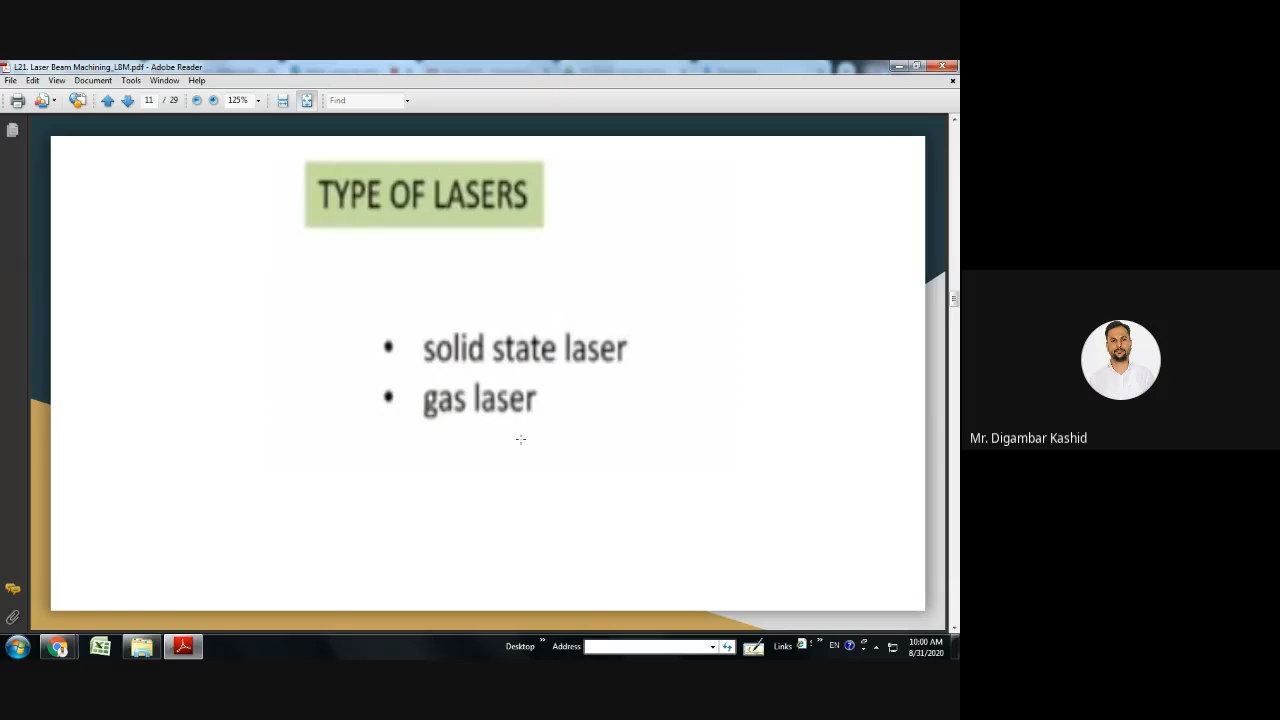 L21. Laser Beam Machining_LBM.pdf - Adobe Reader
File Edit View Document Tools Window Help
11 / 29 125% Find
TYPE OF LASERS
• solid state laser
• gas laser
Mr. Digambar Kashid
Desktop » Address Links » EN 10:00 AM
8/31/2020